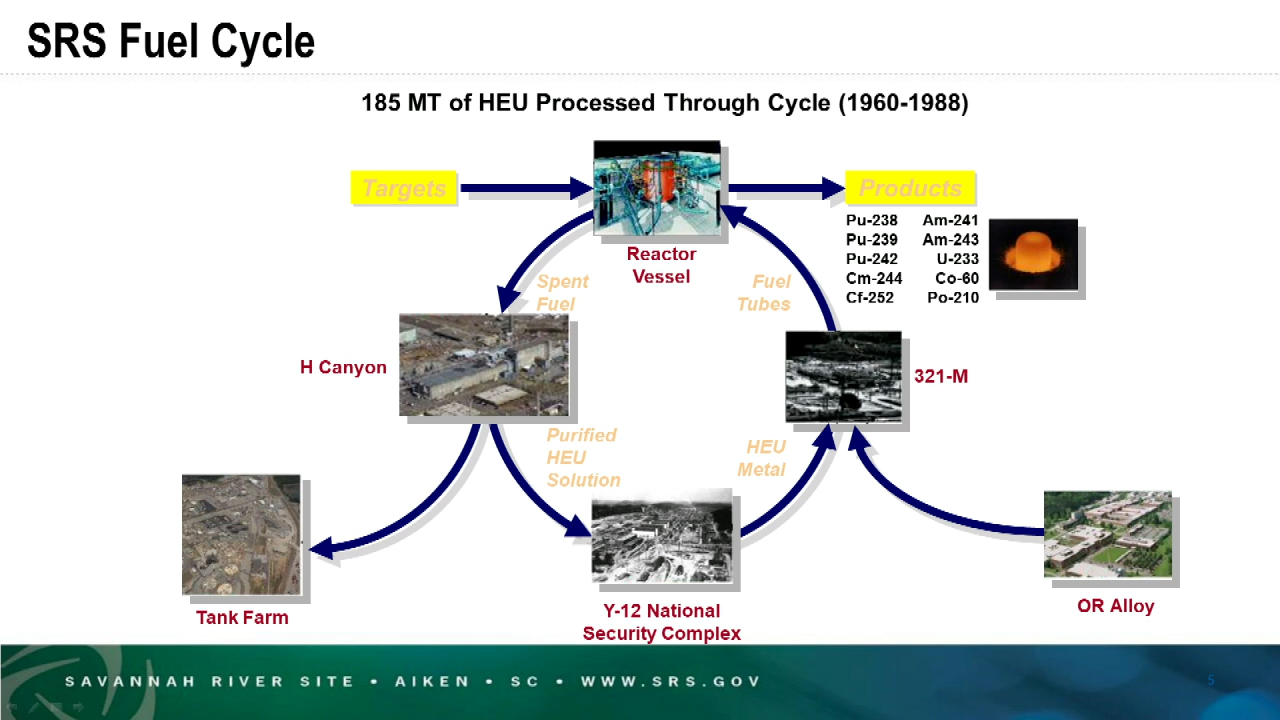 SRS Fuel Cycle
185 MT of HEU Processed Through Cycle (1960-1988)
Targets
Products
Reactor
Vessel
Pu-238 Am-241
Pu-239 Am-243
Pu-242 U-233
Cm-244 Co-60
Cf-252 Po-210
Spent
Fuel
Fuel
Tubes
H Canyon
321-M
Purified
HEU
Solution
HEU
Metal
Tank Farm
Y-12 National
Security Complex
OR Alloy
SAVANNAH RIVER SITE • AIKEN • SC • WWW.SRS.GOV
5